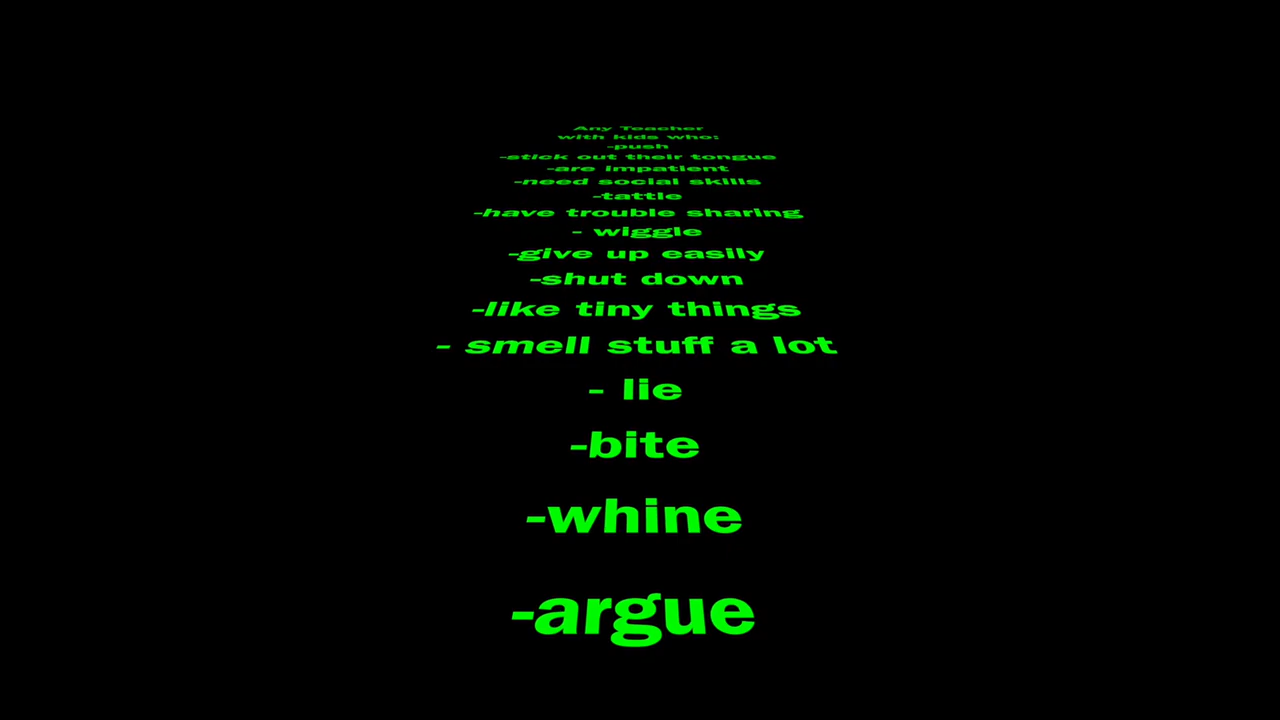 Any Teacher
with kids who:
-push
-stick out their tongue
-are impatient
-need social skills
-tattle
-have trouble sharing
- wiggle
-give up easily
-shut down
-like tiny things
- smell stuff a lot
- lie
-bite
-whine
-argue